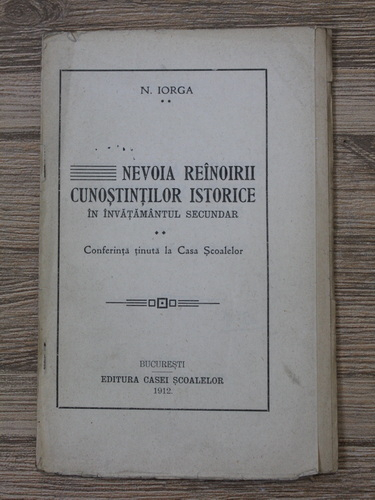 N. IORGA
NEVOIA REÎNOIRII
CUNOȘTINȚILOR ISTORICE
ÎN ÎNVĂȚĂMÂNTUL SECUNDAR
Conferință ținută la Casa Școalelor
BUCUREȘTI
EDITURA CASEI ȘCOALELOR
1912.